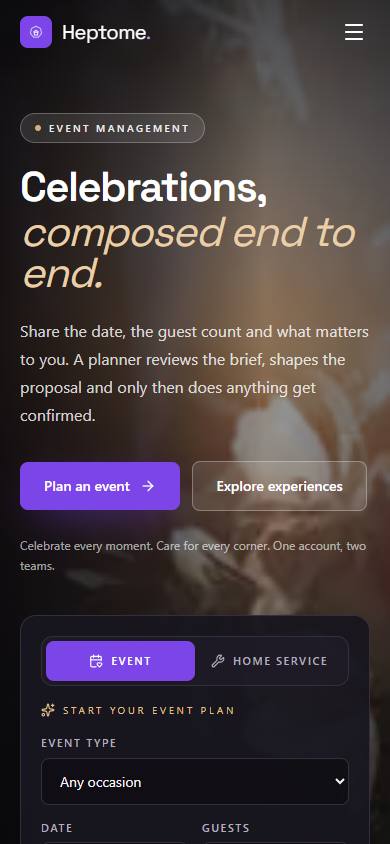 Heptome.
EVENT MANAGEMENT
Celebrations,
composed end to
end.
Share the date, the guest count and what matters
to you. A planner reviews the brief, shapes the
proposal and only then does anything get
confirmed.
Plan an event
Explore experiences
Celebrate every moment. Care for every corner. One account, two
teams.
EVENT
HOME SERVICE
START YOUR EVENT PLAN
EVENT TYPE
Any occasion
DATE
GUESTS